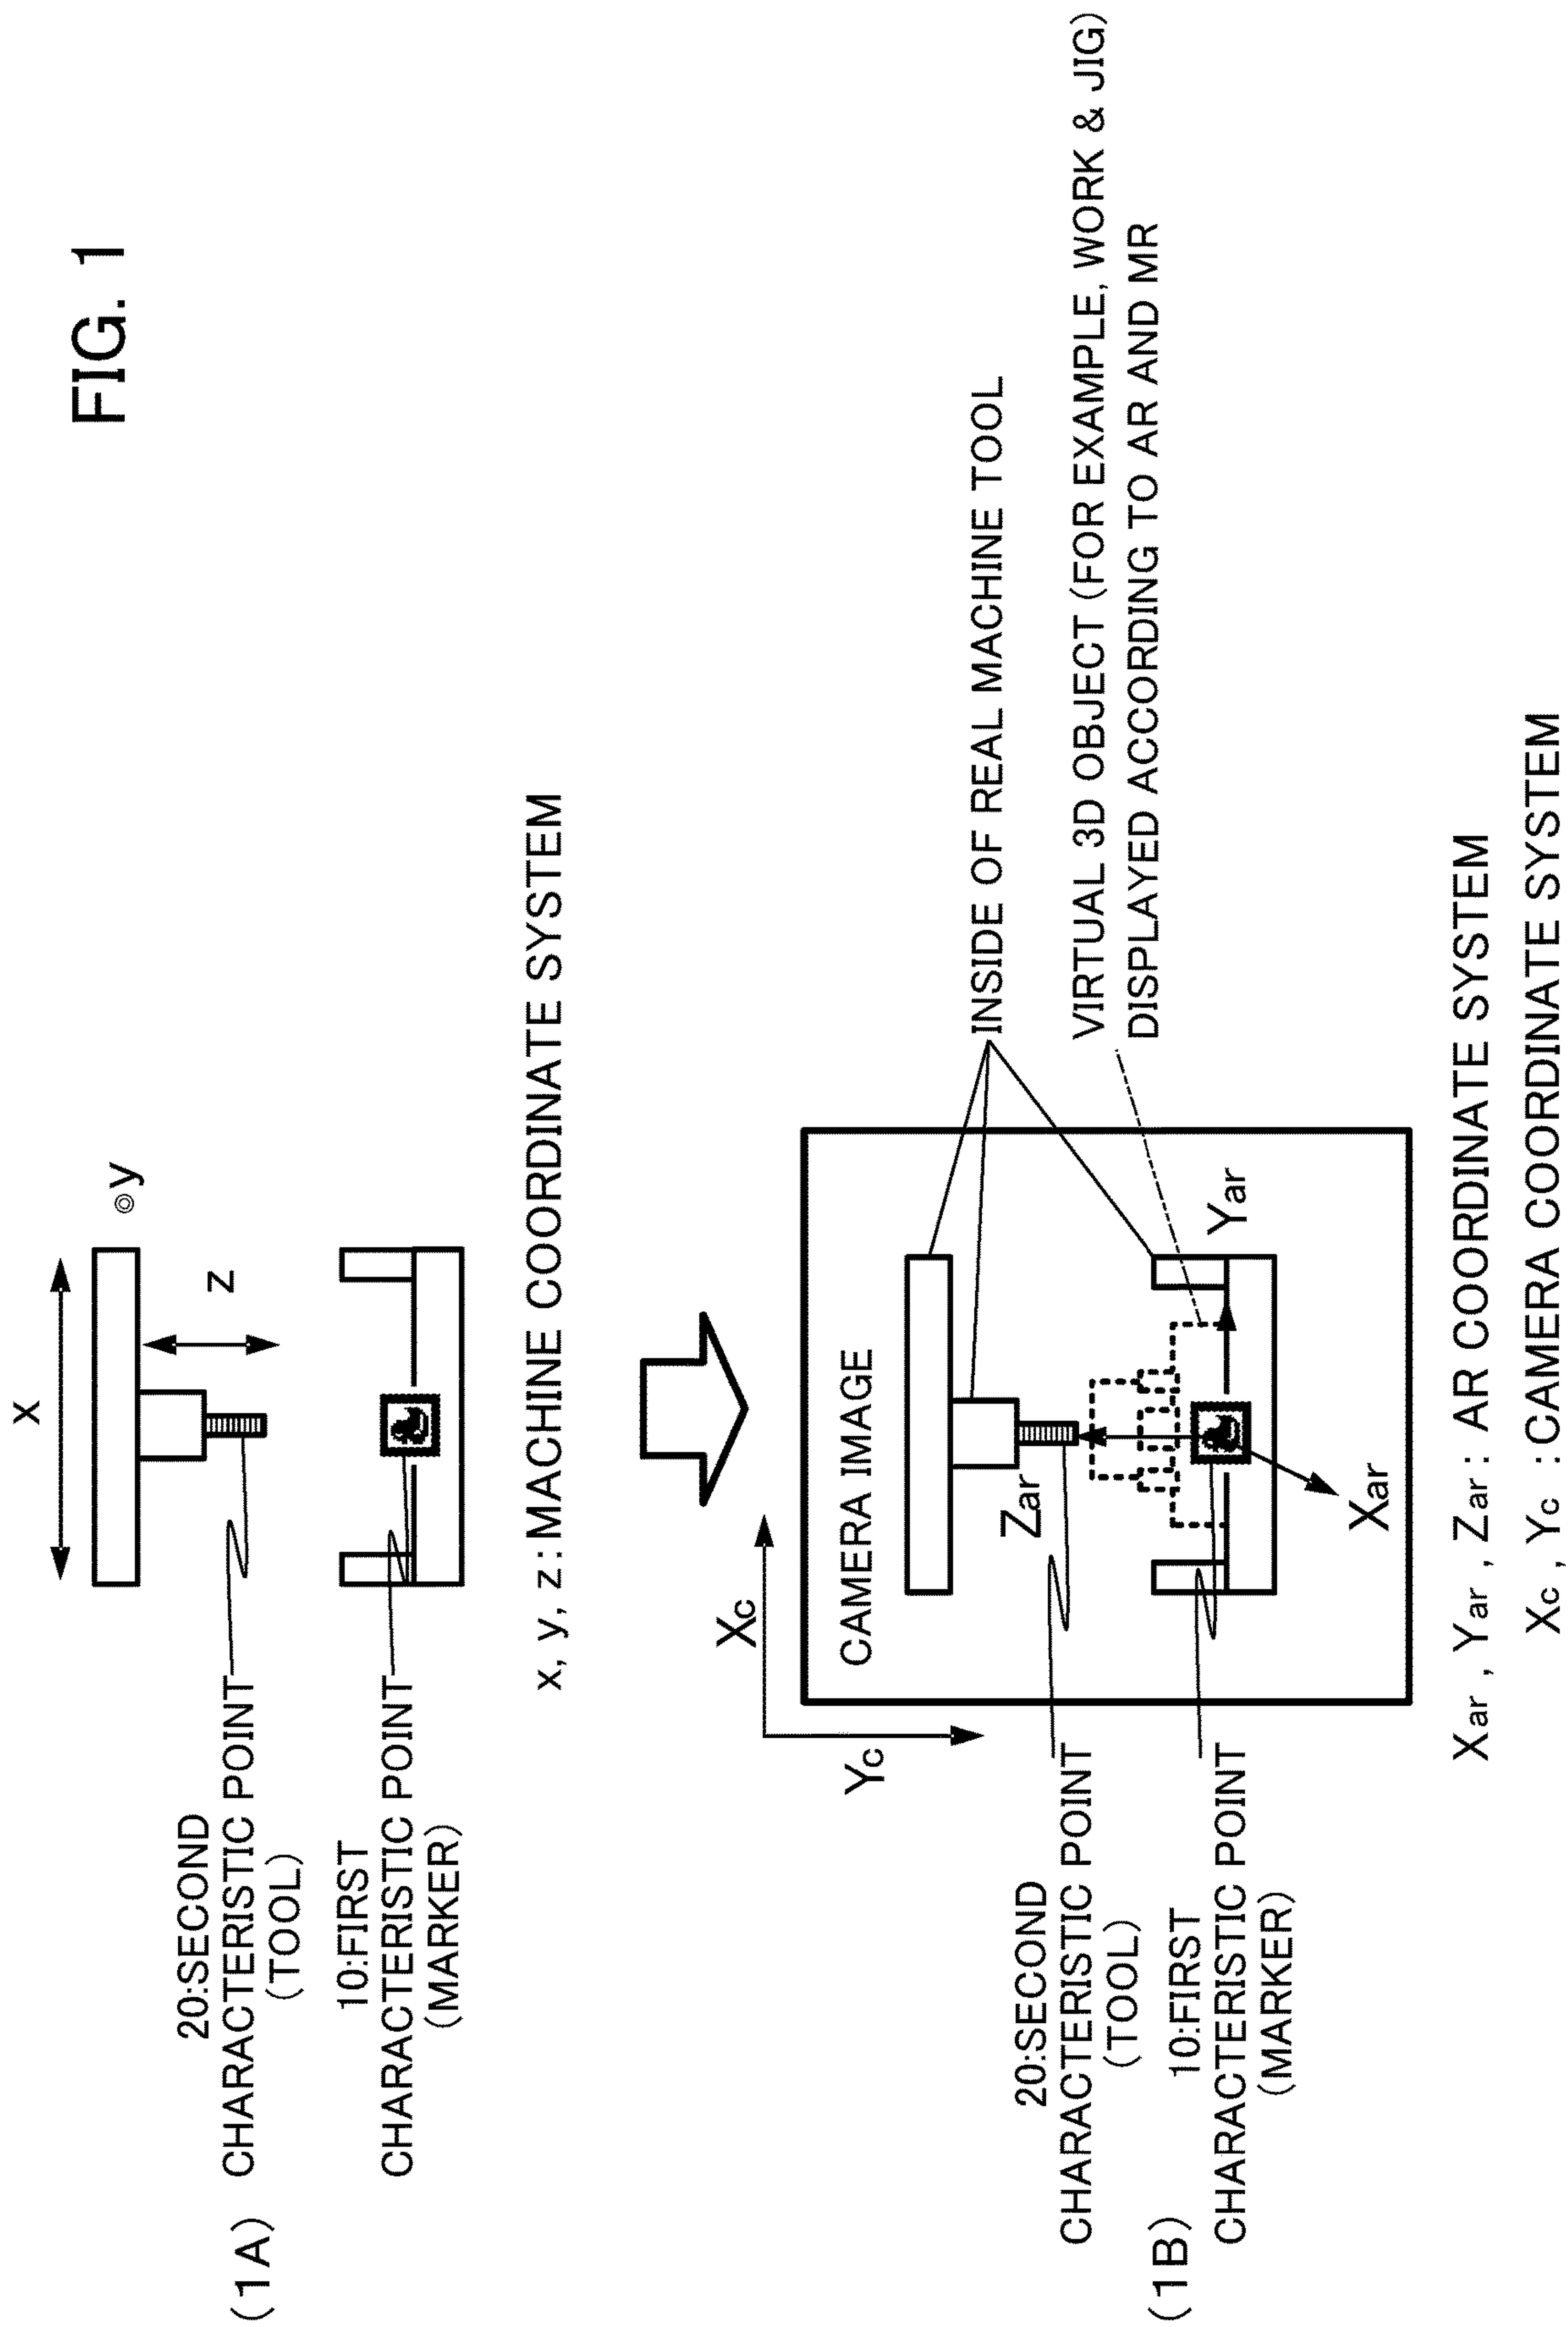 FIG. 1
(1A)
x
y
z
20:SECOND
CHARACTERISTIC POINT
(TOOL)
10:FIRST
CHARACTERISTIC POINT
(MARKER)
x, y, z:MACHINE COORDINATE SYSTEM
(1B)
Xc
Yc
CAMERA IMAGE
INSIDE OF REAL MACHINE TOOL
VIRTUAL 3D OBJECT (FOR EXAMPLE, WORK & JIG)
DISPLAYED ACCORDING TO AR AND MR
20:SECOND
CHARACTERISTIC POINT
(TOOL)
10:FIRST
CHARACTERISTIC POINT
(MARKER)
Zar
Yar
Xar
Xar , Yar , Zar : AR COORDINATE SYSTEM
Xc , Yc : CAMERA COORDINATE SYSTEM